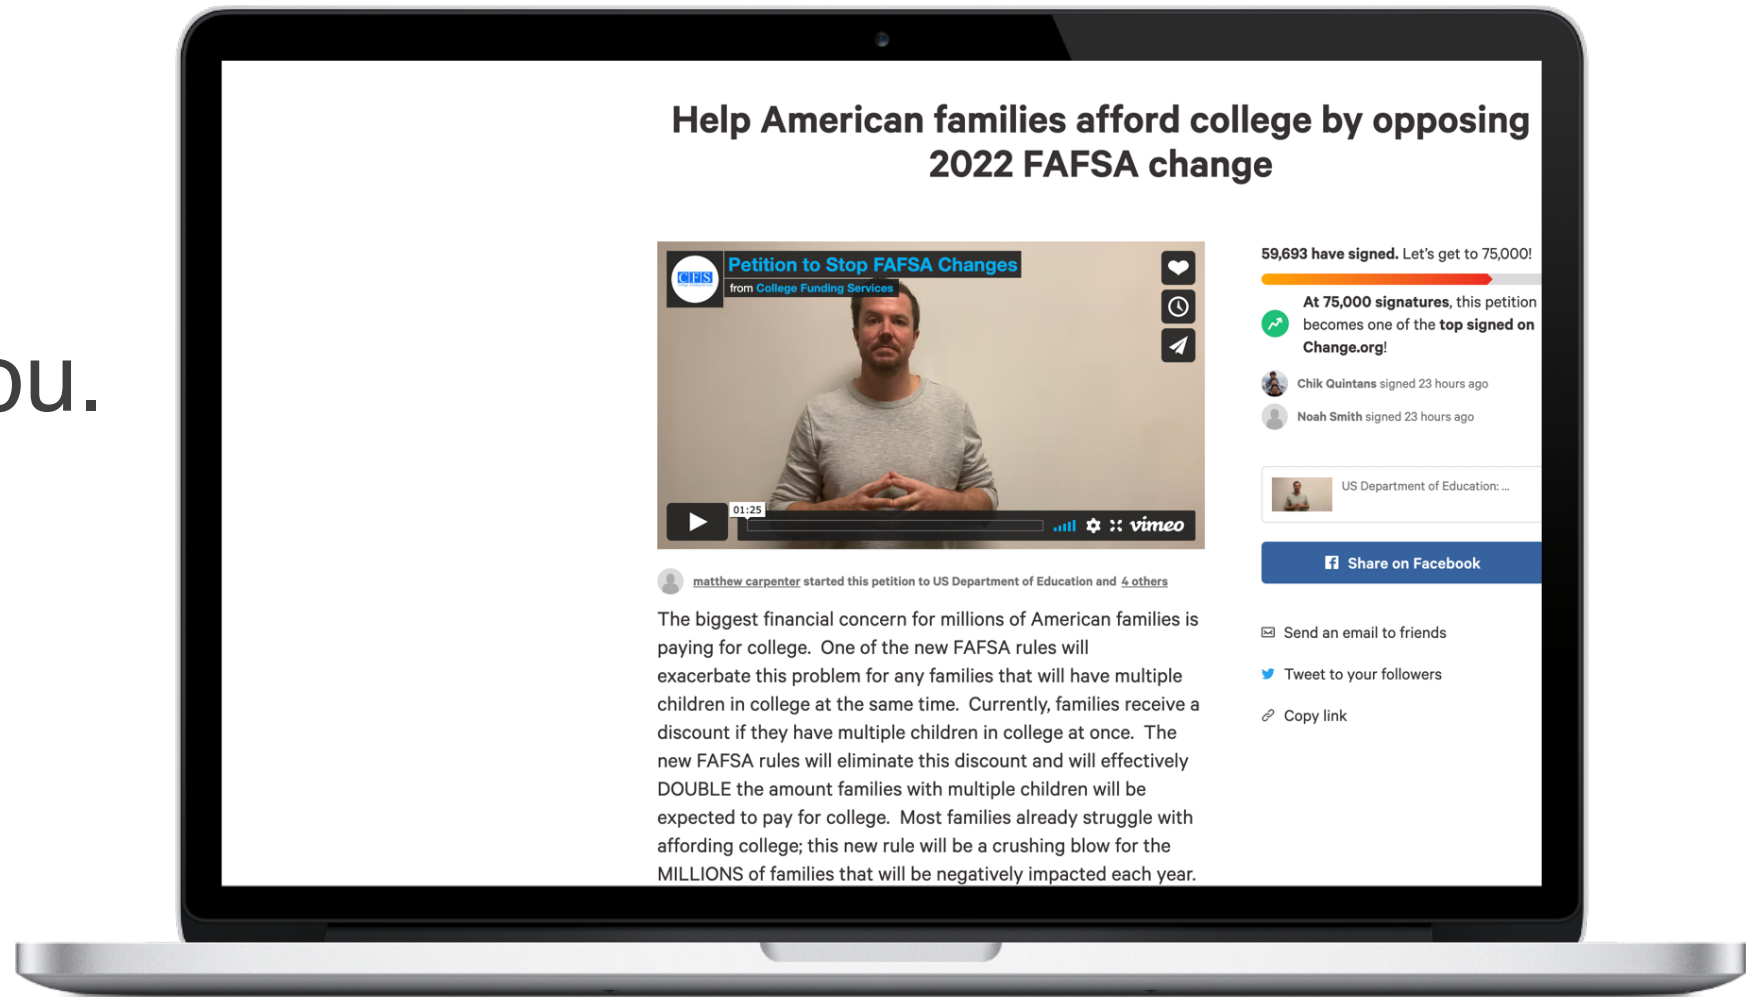 ou.
Help American families afford college by opposing
2022 FAFSA change
CFS
Petition to Stop FAFSA Changes
from College Funding Services
01:25
vimeo
matthew carpenter started this petition to US Department of Education and 4 others
The biggest financial concern for millions of American families is
paying for college. One of the new FAFSA rules will
exacerbate this problem for any families that will have multiple
children in college at the same time. Currently, families receive a
discount if they have multiple children in college at once. The
new FAFSA rules will eliminate this discount and will effectively
DOUBLE the amount families with multiple children will be
expected to pay for college. Most families already struggle with
affording college; this new rule will be a crushing blow for the
MILLIONS of families that will be negatively impacted each year.
59,693 have signed. Let's get to 75,000!
At 75,000 signatures, this petition
becomes one of the top signed on
Change.org!
Chik Quintans signed 23 hours ago
Noah Smith signed 23 hours ago
US Department of Education: ...
Share on Facebook
Send an email to friends
Tweet to your followers
Copy link